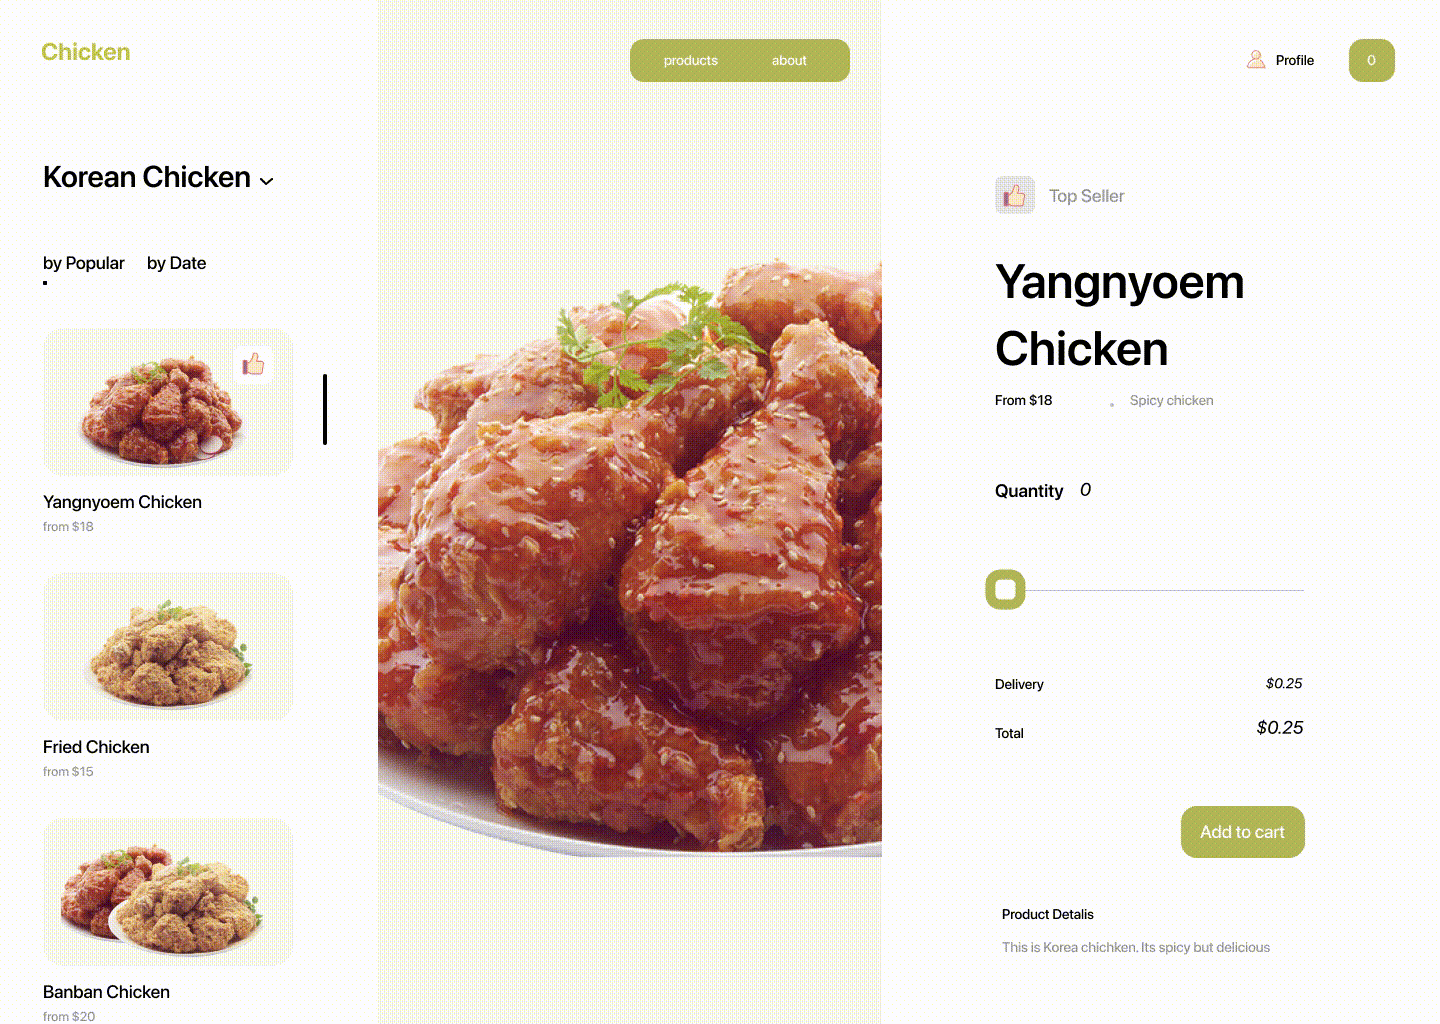 Chicken
products
about
Profile
0
Korean Chicken
by Popular
by Date
Yangnyoem Chicken
from $18
Fried Chicken
from $15
Banban Chicken
from $20
Top Seller
Yangnyoem
Chicken
From $18
Spicy chicken
Quantity 0
Delivery
$0.25
Total
$0.25
Add to cart
Product Detalis
This is Korea chichken. Its spicy but delicious